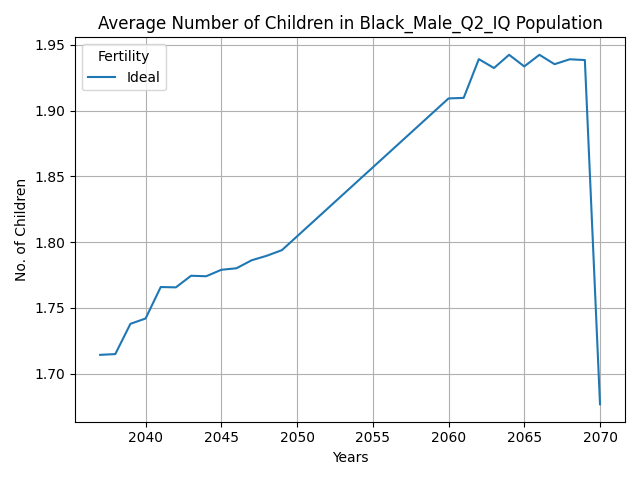 Average Number of Children in Black_Male_Q2_IQ Population
Fertility
Ideal
No. of Children
1.95
1.90
1.85
1.80
1.75
1.70
2040 2045 2050 2055 2060 2065 2070
Years